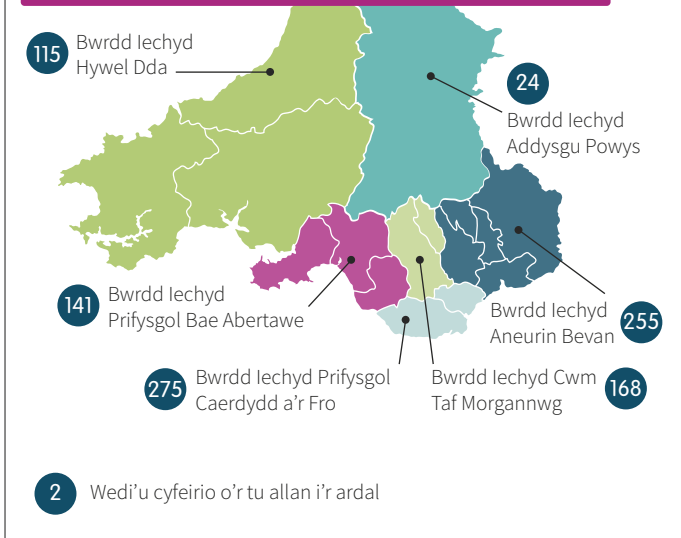 115
Bwrdd Iechyd
Hywel Dda
24
Bwrdd Iechyd
Addysgu Powys
141
Bwrdd Iechyd
Prifysgol Bae Abertawe
Bwrdd Iechyd
Aneurin Bevan
255
275
Bwrdd Iechyd Prifysgol
Caerdydd a’r Fro
Bwrdd Iechyd Cwm
Taf Morgannwg
168
2
Wedi’u cyfeirio o’r tu allan i’r ardal